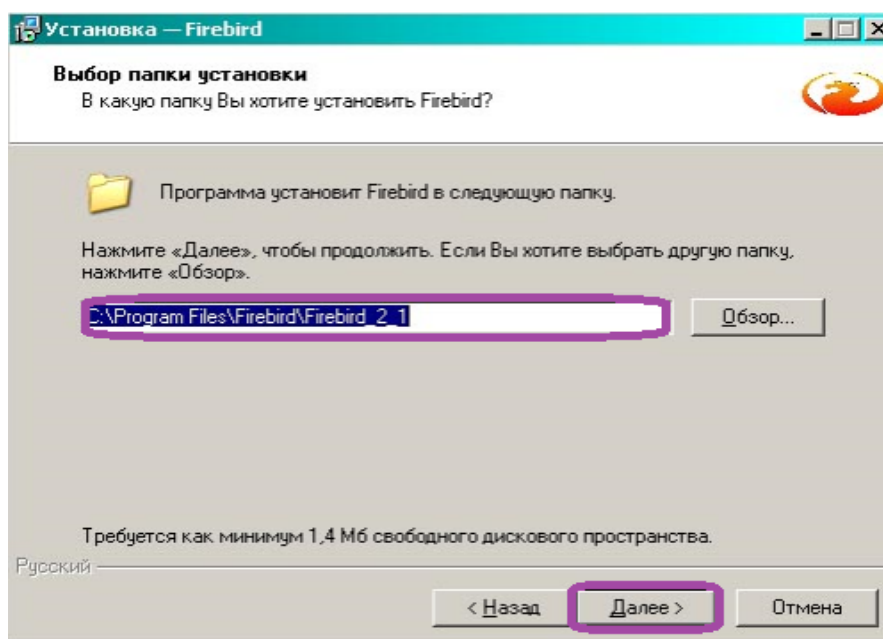 Установка — Firebird
Выбор папки установки
В какую папку Вы хотите установить Firebird?
Программа установит Firebird в следующую папку.
Нажмите «Далее», чтобы продолжить. Если Вы хотите выбрать другую папку,
нажмите «Обзор».
C:\Program Files\Firebird\Firebird_2_1
Обзор...
Требуется как минимум 1,4 Мб свободного дискового пространства.
Русский
< Назад
Далее >
Отмена